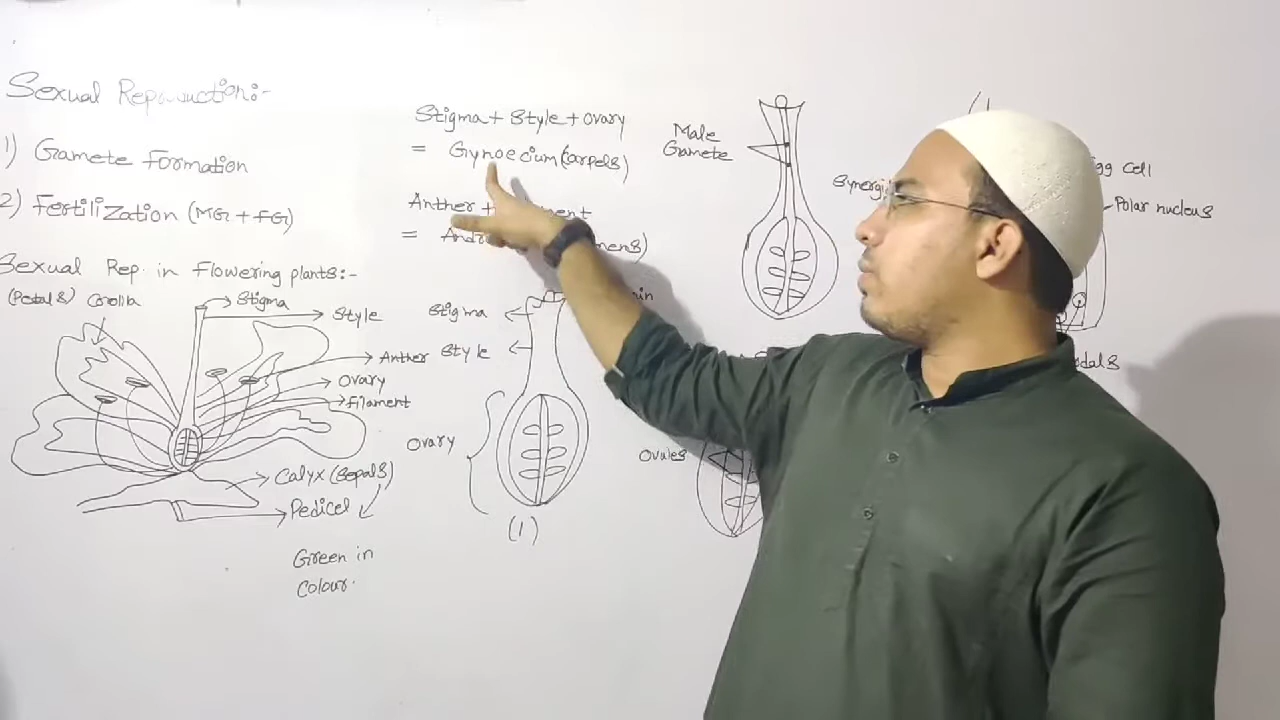 Sexual Reproduction:-
1) Gamete Formation
2) Fertilization (MG + FG)
Sexual Rep. in Flowering plants:-
(Petals) Corolla
Stigma
Style
Anther
Ovary
Filament
Calyx (Sepals)
Pedicel
Green in
Colour.
Stigma + Style + Ovary
= Gynoecium (Carpels)
Anther +
=
Stigma
Style
Ovary
(1)
Male
Gamete
Ovules
Cell
Polar nucleus